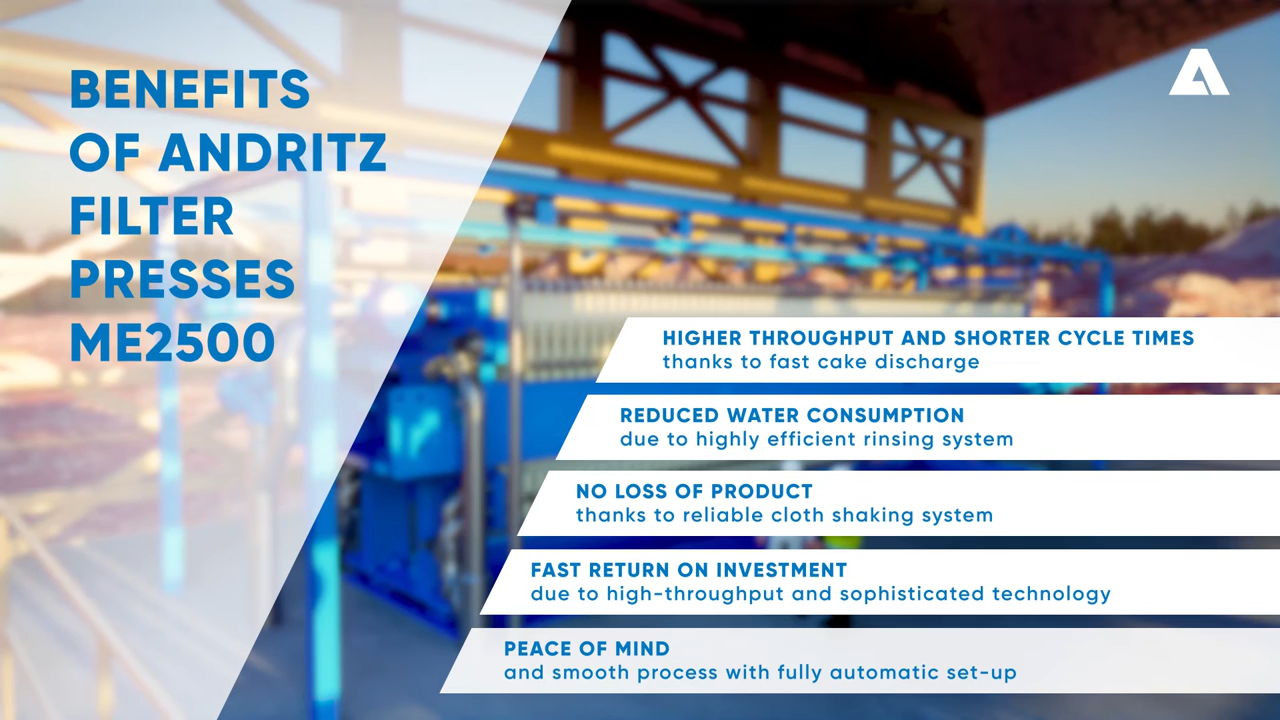 BENEFITS
OF ANDRITZ
FILTER
PRESSES
ME2500
HIGHER THROUGHPUT AND SHORTER CYCLE TIMES
thanks to fast cake discharge
REDUCED WATER CONSUMPTION
due to highly efficient rinsing system
NO LOSS OF PRODUCT
thanks to reliable cloth shaking system
FAST RETURN ON INVESTMENT
due to high-throughput and sophisticated technology
PEACE OF MIND
and smooth process with fully automatic set-up